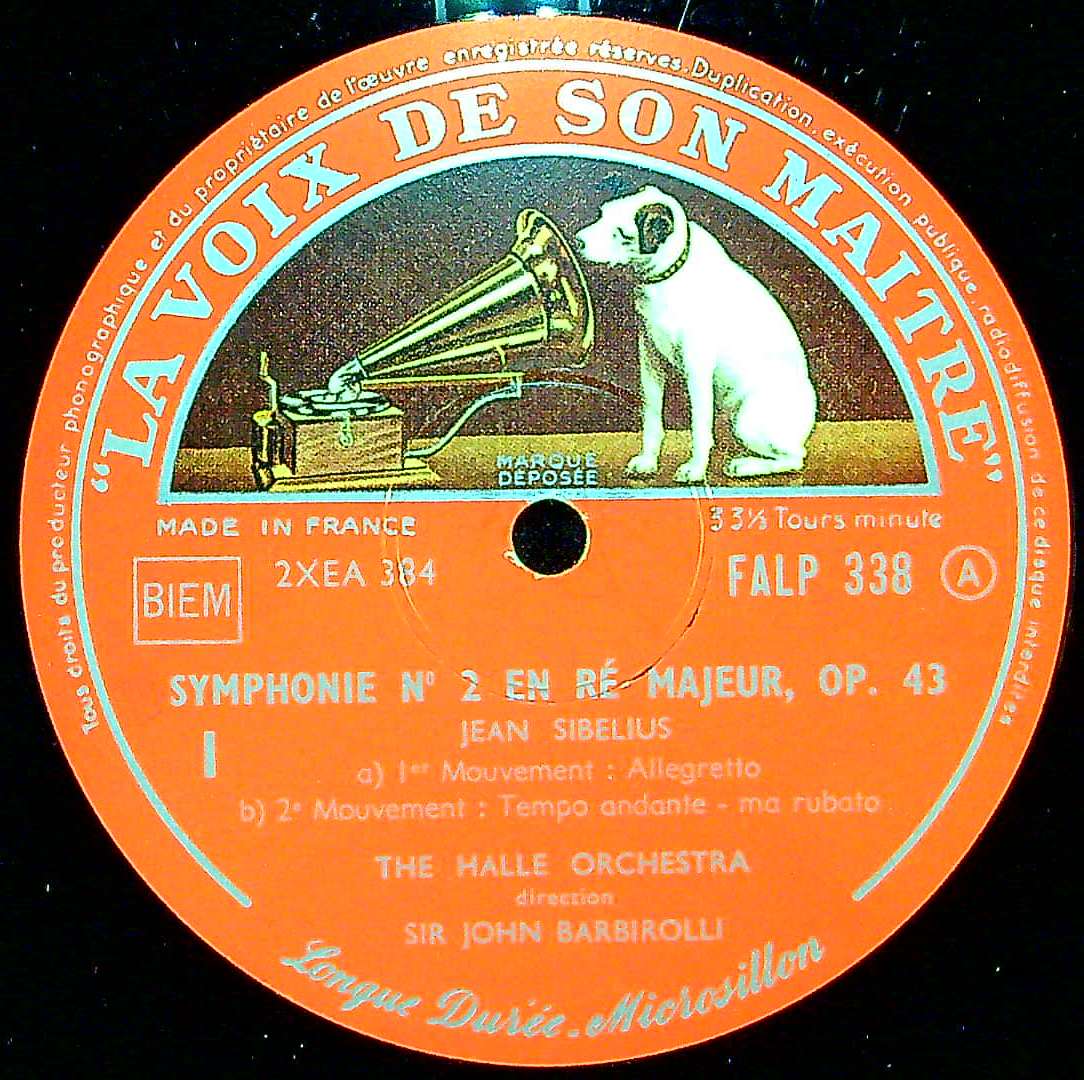 Tous droits du producteur phonographique et du propriétaire de l'œuvre enregistrée réservés. Duplication, exécution publique, radiodiffusion de ce disque interdites
"LA VOIX DE SON MAITRE"
MARQUE
DÉPOSÉE
MADE IN FRANCE
33⅓ Tours minute
BIEM
2XEA 384
FALP 338 A
SYMPHONIE Nº 2 EN RÉ MAJEUR, OP. 43
JEAN SIBELIUS
I
a) 1er Mouvement : Allegretto
b) 2e Mouvement : Tempo andante - ma rubato
THE HALLE ORCHESTRA
direction
SIR JOHN BARBIROLLI
Longue Durée - Microsillon